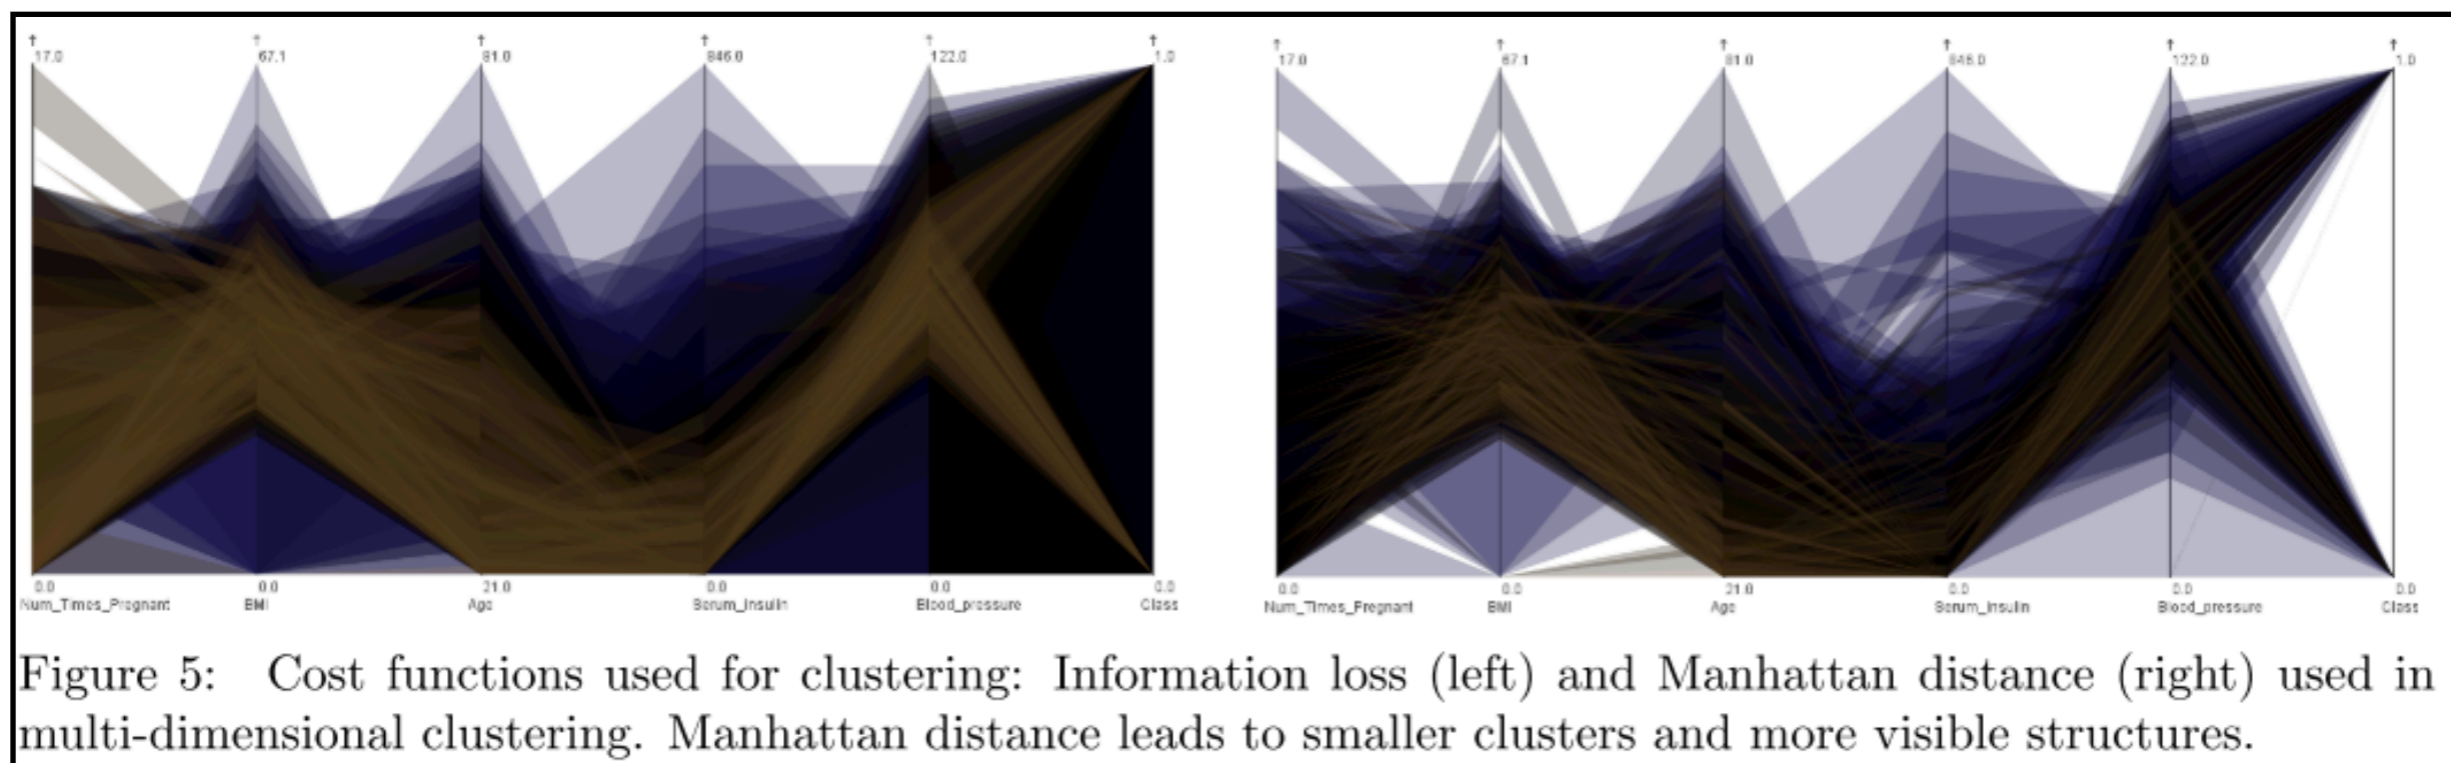 ↑ ↑ ↑ ↑ ↑ ↑
17.0 67.1 81.0 846.0 122.0 1.0
0.0 0.0 21.0 0.0 0.0 0.0
Num_Times_Pregnant BMI Age Serum_Insulin Blood_pressure Class
↑ ↑ ↑ ↑ ↑ ↑
17.0 67.1 81.0 846.0 122.0 1.0
0.0 0.0 21.0 0.0 0.0 0.0
Num_Times_Pregnant BMI Age Serum_Insulin Blood_pressure Class
Figure 5: Cost functions used for clustering: Information loss (left) and Manhattan distance (right) used in
multi-dimensional clustering. Manhattan distance leads to smaller clusters and more visible structures.